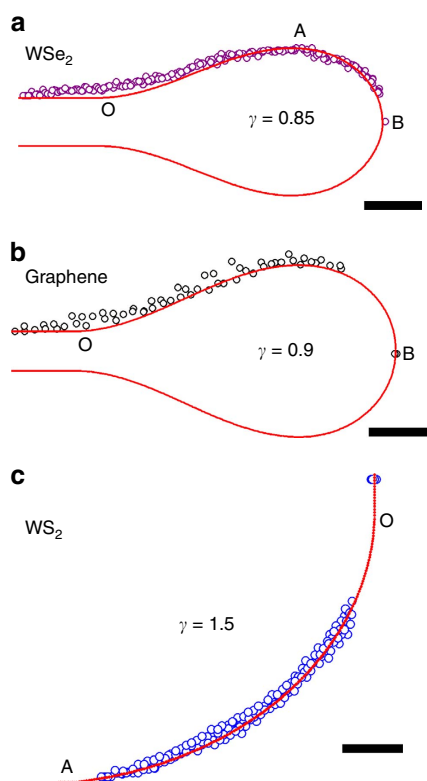 a
WSe₂
A
O
γ = 0.85
B
b
Graphene
O
γ = 0.9
B
c
WS₂
O
γ = 1.5
A